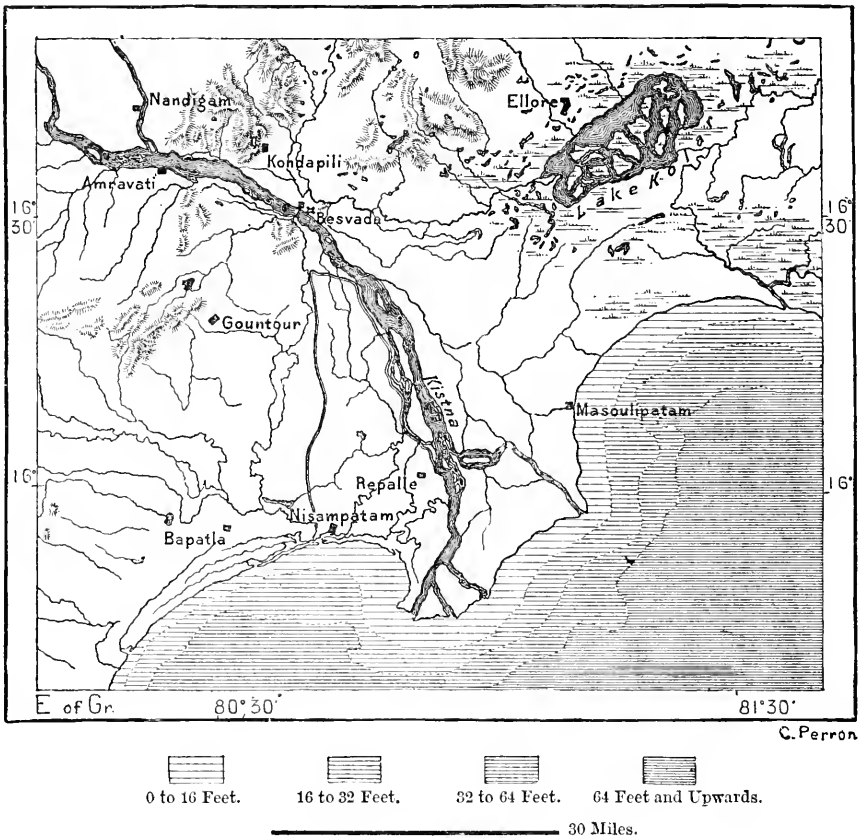 Nandigam
Ellore
Kondapili
Amravati
Lake Kol
16°
30'
Besvada
16°
30'
Gountour
Kistna
Masoulipatam
16°
16°
Repalle
Nisampatam
Bapatla
E of Gr.
80°30'
81°30'
C. Perron
0 to 16 Feet.
16 to 32 Feet.
32 to 64 Feet.
64 Feet and Upwards.
30 Miles.